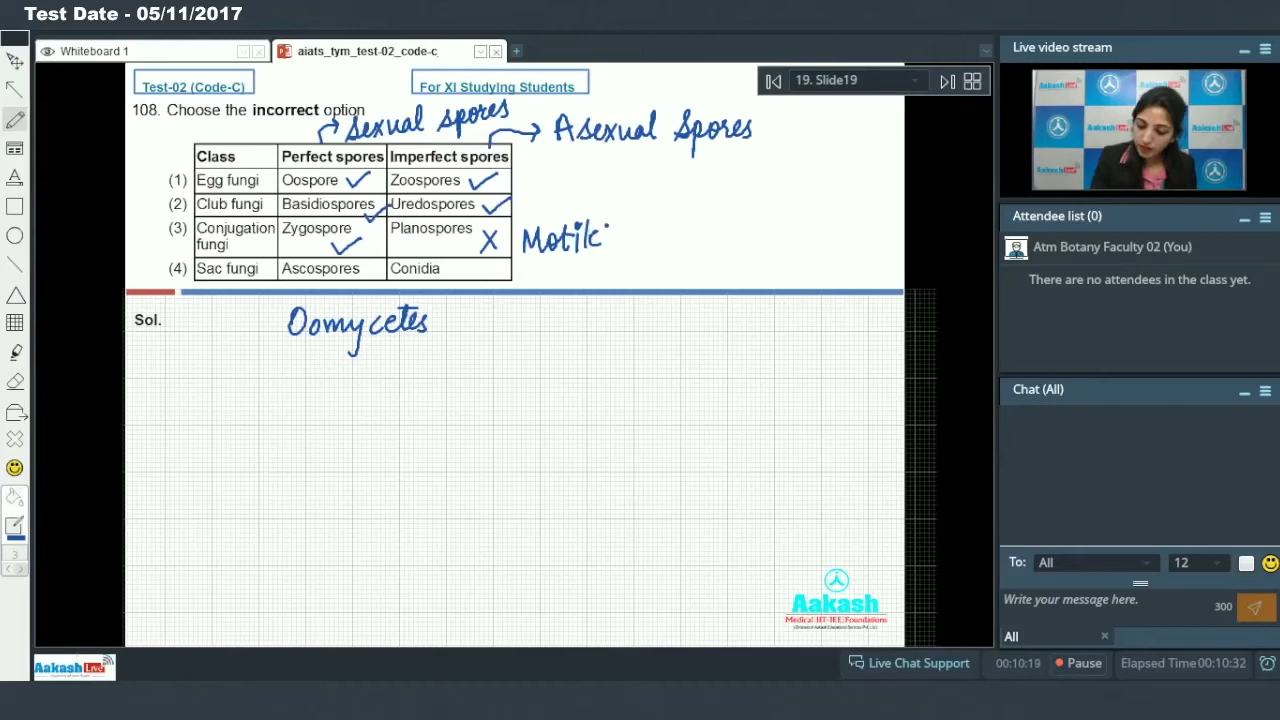 Test Date - 05/11/2017
Whiteboard 1
aiats_tym_test-02_code-c
Live video stream
Test-02 (Code-C)
For XI Studying Students
19. Slide19
108. Choose the incorrect option
Sexual spores
Asexual Spores
Class Perfect spores Imperfect spores
(1) Egg fungi Oospore Zoospores
(2) Club fungi Basidiospores Uredospores
(3) Conjugation fungi Zygospore Planospores X Motile
(4) Sac fungi Ascospores Conidia
Sol. Oomycetes
Aakash
Medical|IIT-JEE|Foundations
Attendee list (0)
Atm Botany Faculty 02 (You)
There are no attendees in the class yet.
Chat (All)
To: All 12
Write your message here. 300
All
3
Aakash Live
Live Chat Support 00:10:19 Pause Elapsed Time 00:10:32